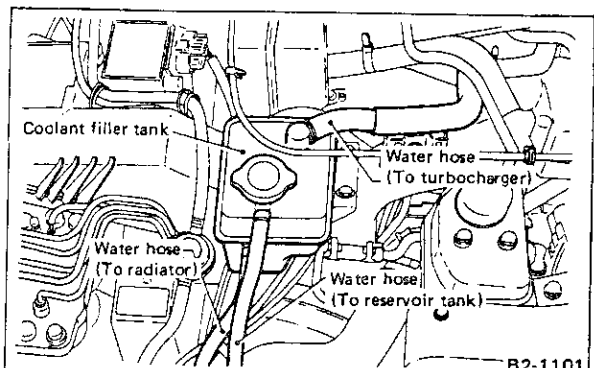 Coolant filler tank
Water hose
(To turbocharger)
Water hose
(To radiator)
Water hose
(To reservoir tank)
B2-1101